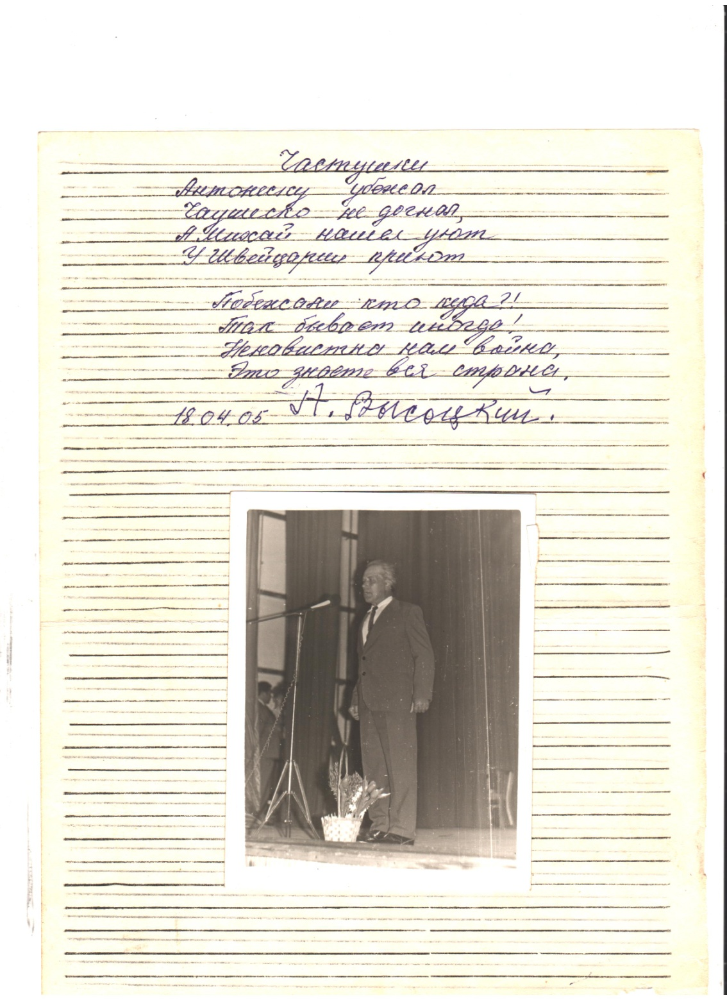 Частушки
Антонеску убежал
Чаушеско не догнал,
А Михай нашел уют
У Швейцарии приют
Побежали кто куда?!
Так бывает иногда!
Ненавистна нам война,
Это знает вся страна.
18.04.05. А. Высоцкий.